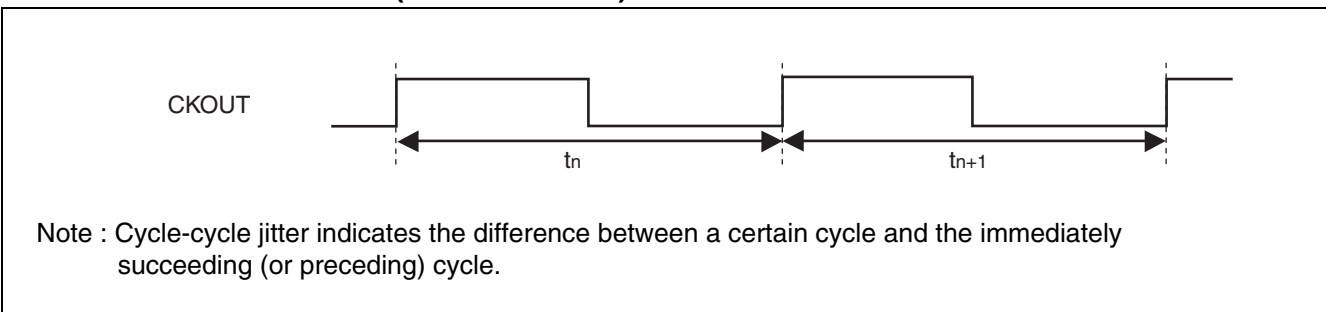 CKOUT
tn
tn+1
Note : Cycle-cycle jitter indicates the difference between a certain cycle and the immediately
succeeding (or preceding) cycle.